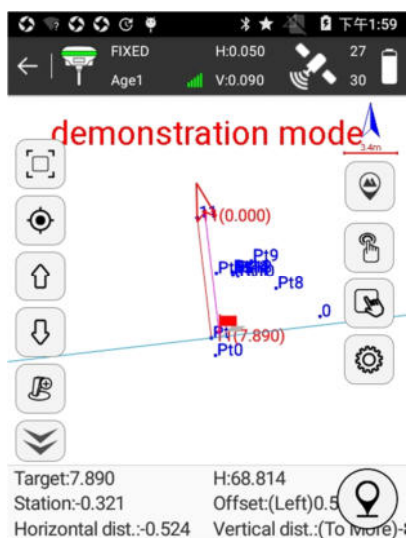 下午1:59
FIXED
H:0.050
27
Age1
V:0.090
30
demonstration mode
3.4m
(0.000)
Pt9
Pt8
.0
(7.890)
Pt0
Target:7.890
H:68.814
Station:-0.321
Offset:(Left)0.5
Horizontal dist.:-0.524
Vertical dist.:(To More)-